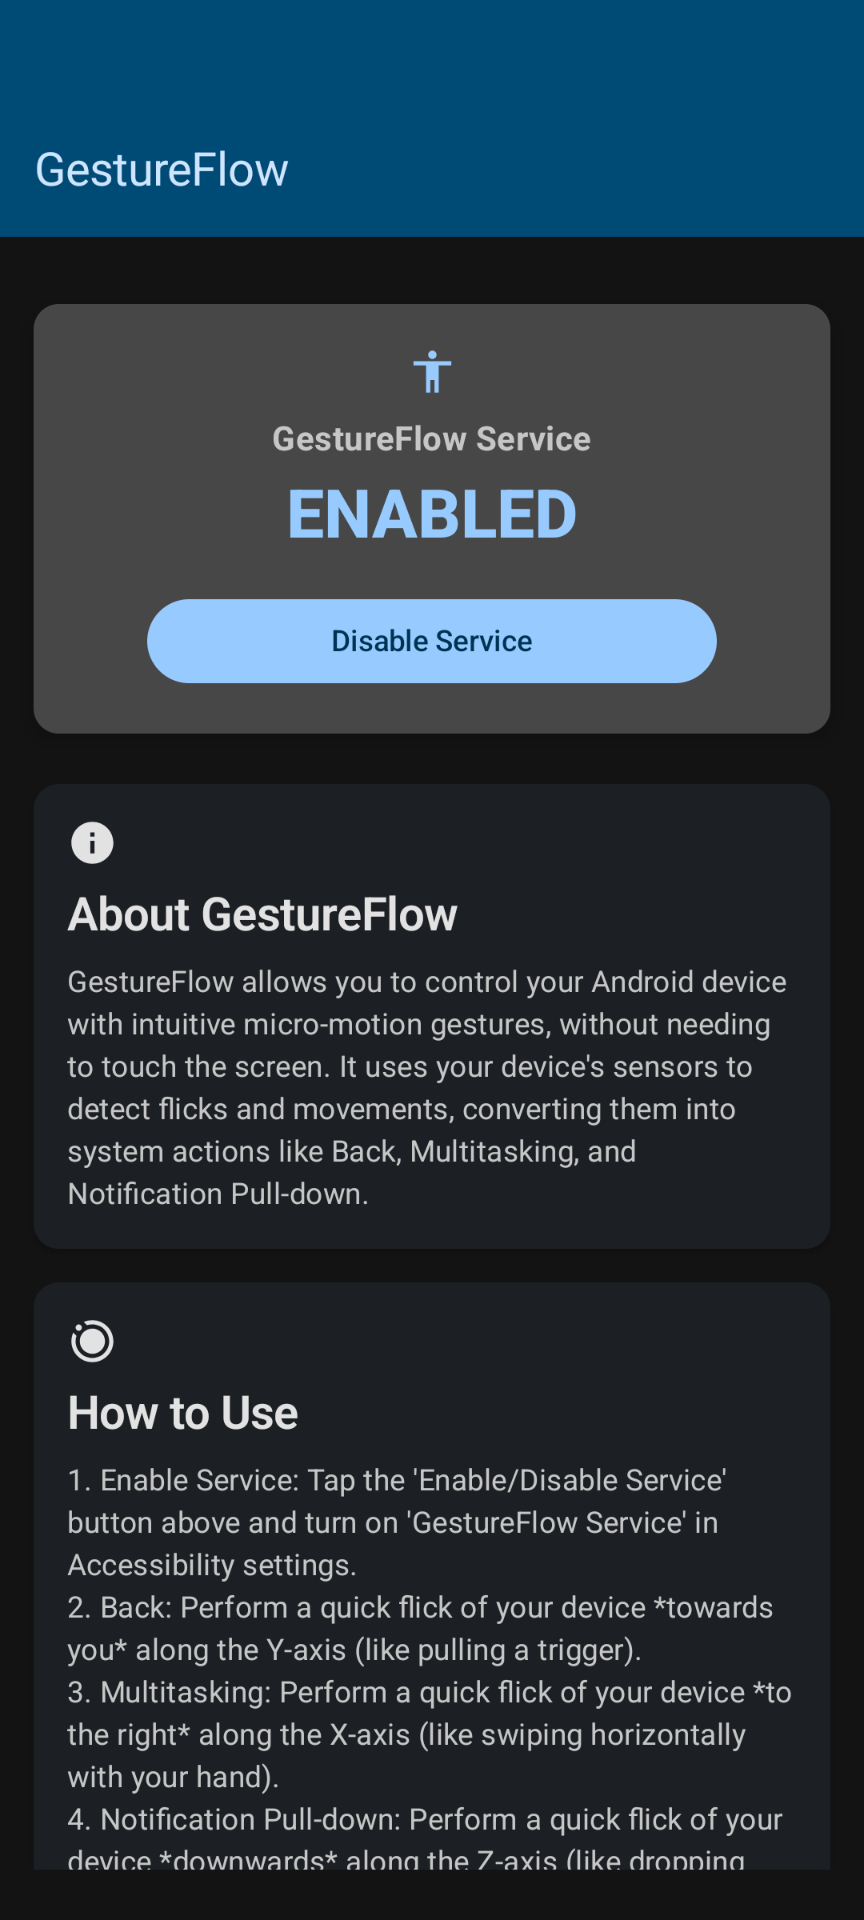 GestureFlow
GestureFlow Service
ENABLED
Disable Service
About GestureFlow
GestureFlow allows you to control your Android device
with intuitive micro-motion gestures, without needing
to touch the screen. It uses your device's sensors to
detect flicks and movements, converting them into
system actions like Back, Multitasking, and
Notification Pull-down.
How to Use
1. Enable Service: Tap the 'Enable/Disable Service'
button above and turn on 'GestureFlow Service' in
Accessibility settings.
2. Back: Perform a quick flick of your device *towards
you* along the Y-axis (like pulling a trigger).
3. Multitasking: Perform a quick flick of your device *to
the right* along the X-axis (like swiping horizontally
with your hand).
4. Notification Pull-down: Perform a quick flick of your
device *downwards* along the Z-axis (like dropping